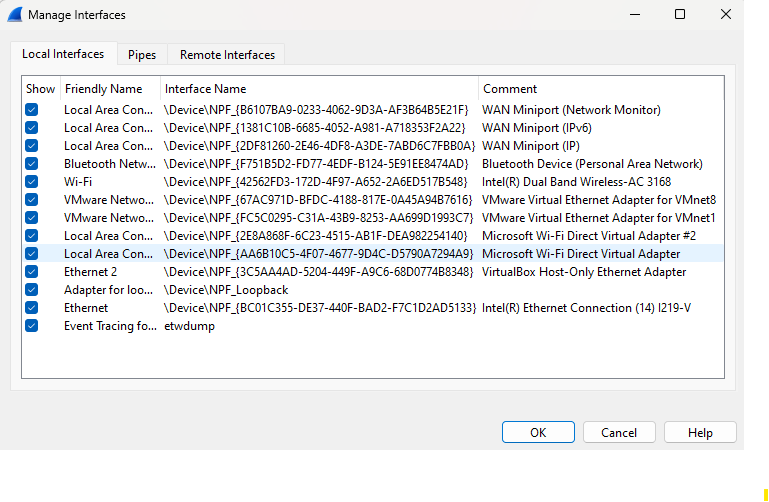 Manage Interfaces
Local Interfaces Pipes Remote Interfaces
Show Friendly Name Interface Name Comment
Local Area Con... \Device\NPF_{B6107BA9-0233-4062-9D3A-AF3B64B5E21F} WAN Miniport (Network Monitor)
Local Area Con... \Device\NPF_{1381C10B-6685-4052-A981-A718353F2A22} WAN Miniport (IPv6)
Local Area Con... \Device\NPF_{2DF81260-2E46-4DF8-A3DE-7ABD6C7FBB0A} WAN Miniport (IP)
Bluetooth Netw... \Device\NPF_{F751B5D2-FD77-4EDF-B124-5E91EE8474AD} Bluetooth Device (Personal Area Network)
Wi-Fi \Device\NPF_{42562FD3-172D-4F97-A652-2A6ED517B548} Intel(R) Dual Band Wireless-AC 3168
VMware Netwo... \Device\NPF_{67AC971D-BFDC-4188-817E-0A45A94B7616} VMware Virtual Ethernet Adapter for VMnet8
VMware Netwo... \Device\NPF_{FC5C0295-C31A-43B9-8253-AA699D1993C7} VMware Virtual Ethernet Adapter for VMnet1
Local Area Con... \Device\NPF_{2E8A868F-6C23-4515-AB1F-DEA982254140} Microsoft Wi-Fi Direct Virtual Adapter #2
Local Area Con... \Device\NPF_{AA6B10C5-4F07-4677-9D4C-D5790A7294A9} Microsoft Wi-Fi Direct Virtual Adapter
Ethernet 2 \Device\NPF_{3C5AA4AD-5204-449F-A9C6-68D0774B8348} VirtualBox Host-Only Ethernet Adapter
Adapter for loo... \Device\NPF_Loopback
Ethernet \Device\NPF_{BC01C355-DE37-440F-BAD2-F7C1D2AD5133} Intel(R) Ethernet Connection (14) I219-V
Event Tracing fo... etwdump
OK Cancel Help